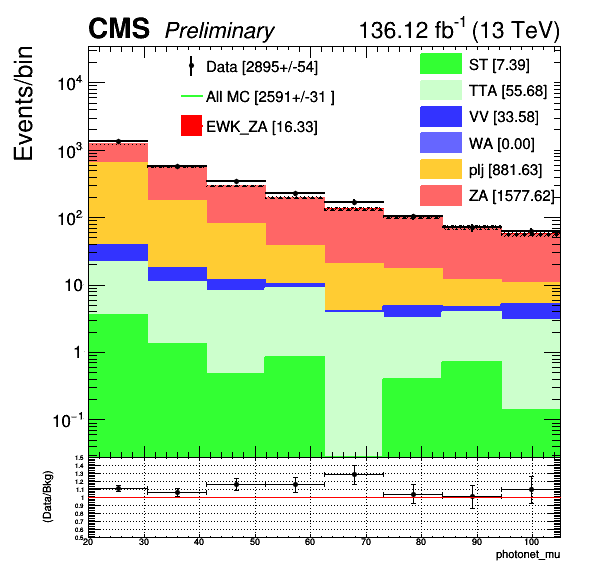 CMS Preliminary 136.12 fb⁻¹ (13 TeV)
Events/bin
Data [2895+/-54]
All MC [2591+/-31 ]
EWK_ZA [16.33]
ST [7.39]
TTA [55.68]
VV [33.58]
WA [0.00]
plj [881.63]
ZA [1577.62]
10⁴
10³
10²
10
1
10⁻¹
(Data/Bkg)
1.5
1.4
1.3
1.2
1.1
1
0.9
0.8
0.7
0.6
0.5
20 30 40 50 60 70 80 90 100
photonet_mu